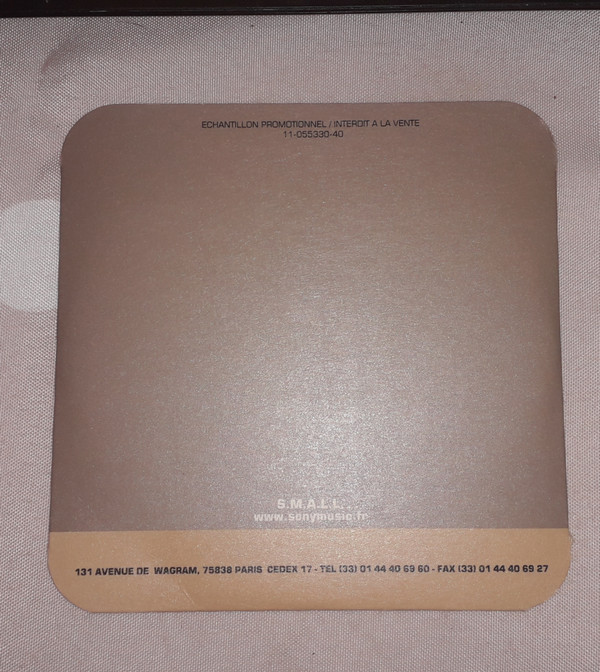 ECHANTILLON PROMOTIONNEL / INTERDIT A LA VENTE
11-055330-40
S.M.A.L.L.
www.sonymusic.fr
131 AVENUE DE WAGRAM, 75838 PARIS CEDEX 17 - TEL (33) 01 44 40 69 60 - FAX (33) 01 44 40 69 27